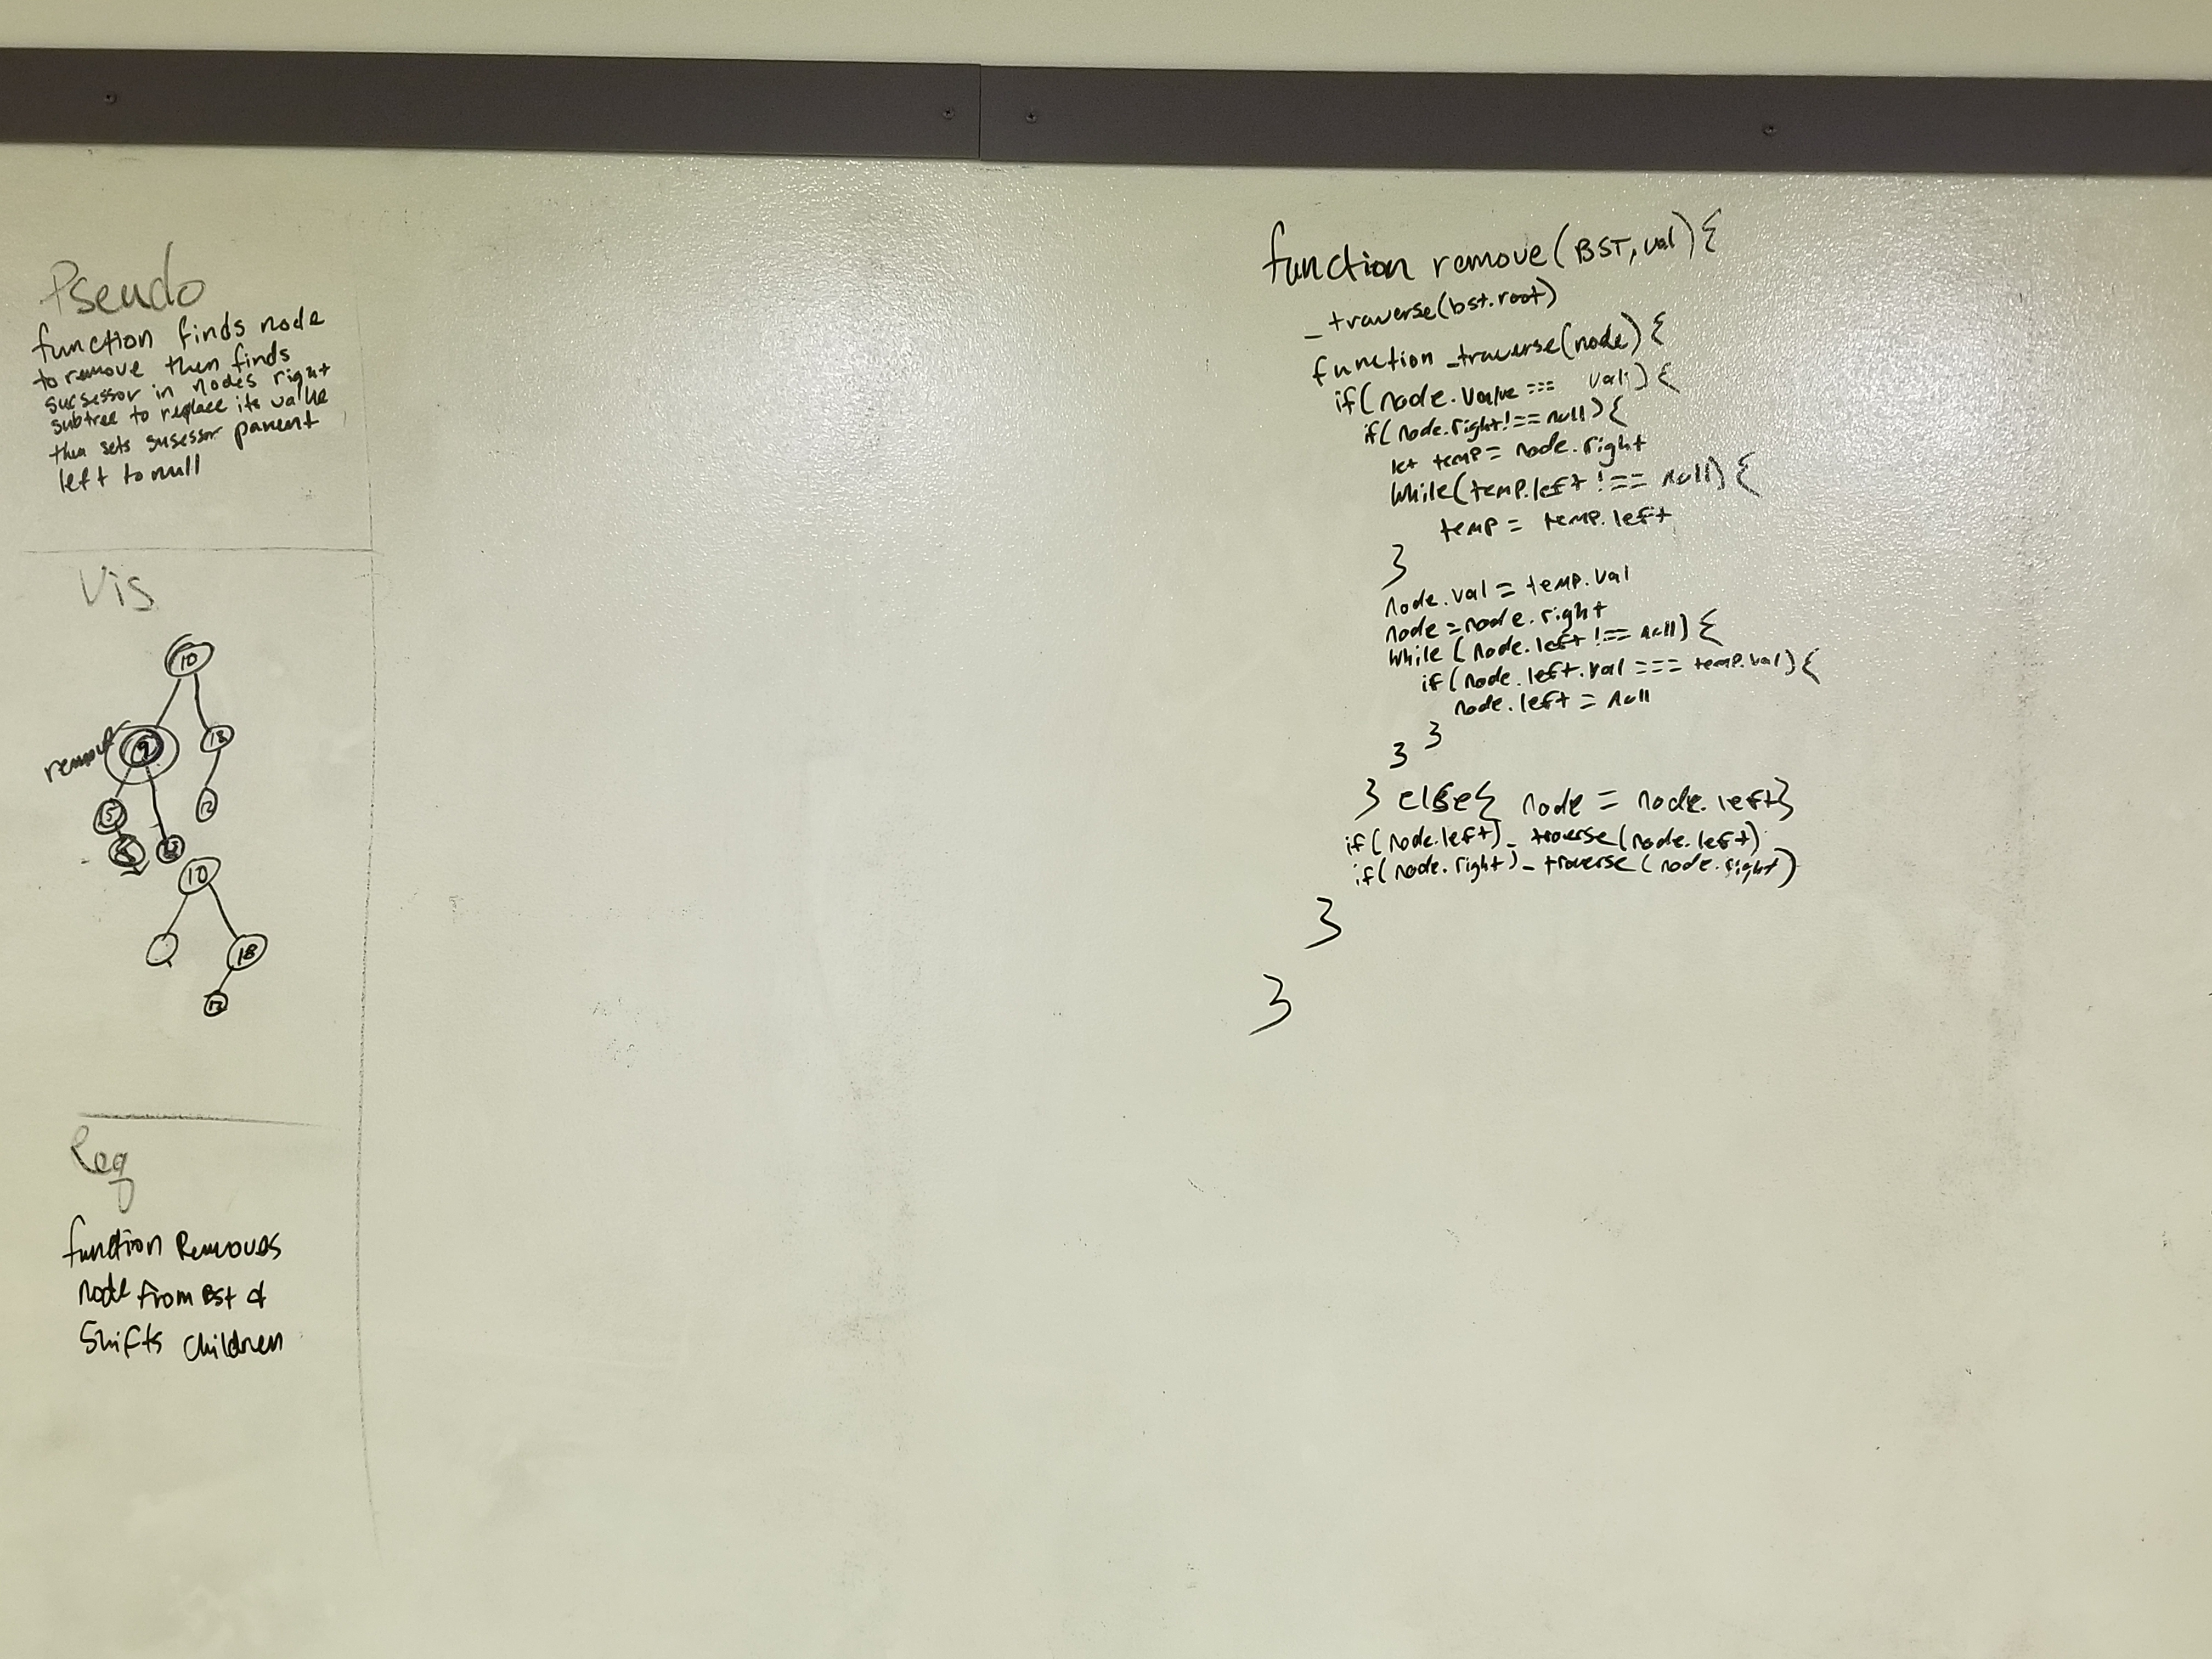 Pseudo
function finds node
to remove then finds
sucsessor in nodes right
subtree to replace its value
then sets susessor parent
left to null
Vis
10
remove
9
18
5
12
10
18
12
Req
function Removes
node from Bst &
Shifts children
function remove(BST, val){
_traverse(bst.root)
function _traverse(node){
if(node.value === val){
if(node.right !== null){
let temp = node.right
while(temp.left !== null){
temp = temp.left
}
node.val = temp.val
node = node.right
while (node.left !== null){
if(node.left.val === temp.val){
node.left = null
}
}
} else{ node = node.left}
if(node.left)_traverse(node.left)
if(node.right)_traverse(node.right)
}
}